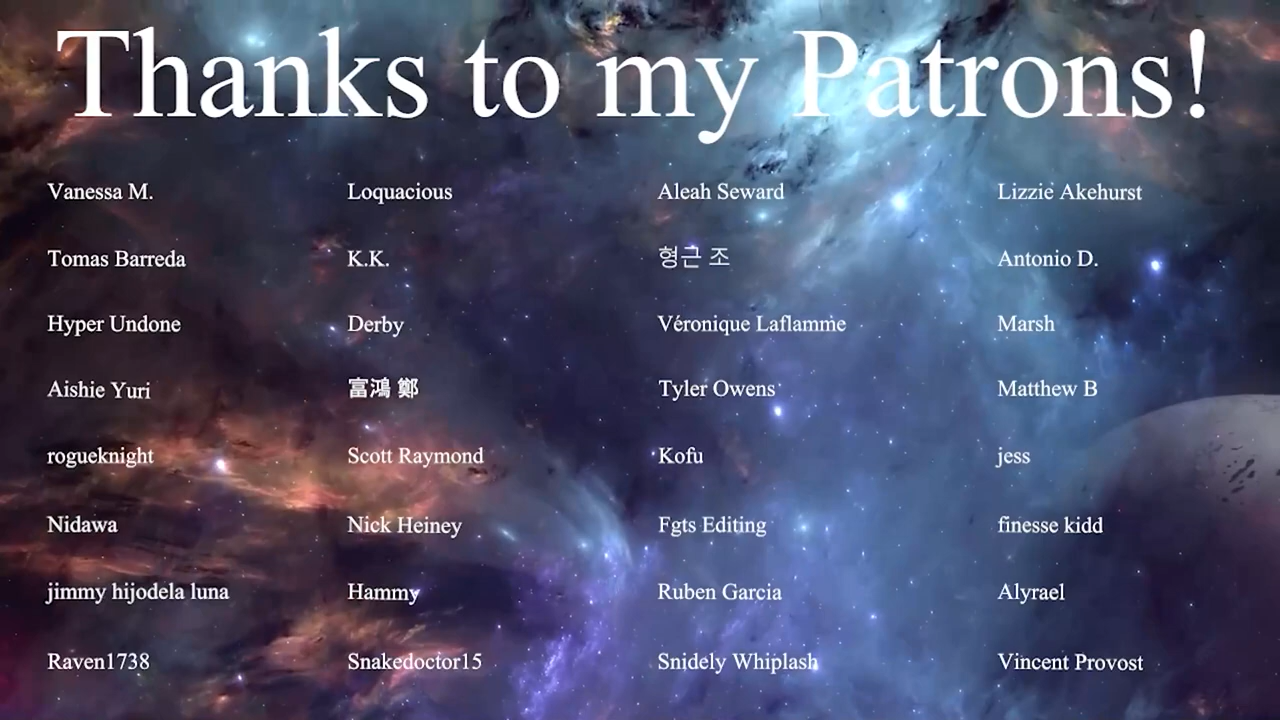 Thanks to my Patrons!
Vanessa M. Loquacious Aleah Seward Lizzie Akehurst
Tomas Barreda K.K. 형근 조 Antonio D.
Hyper Undone Derby Véronique Laflamme Marsh
Aishie Yuri 富鴻 鄭 Tyler Owens Matthew B
rogueknight Scott Raymond Kofu jess
Nidawa Nick Heiney Fgts Editing finesse kidd
jimmy hijodela luna Hammy Ruben Garcia Alyrael
Raven1738 Snakedoctor15 Snidely Whiplash Vincent Provost